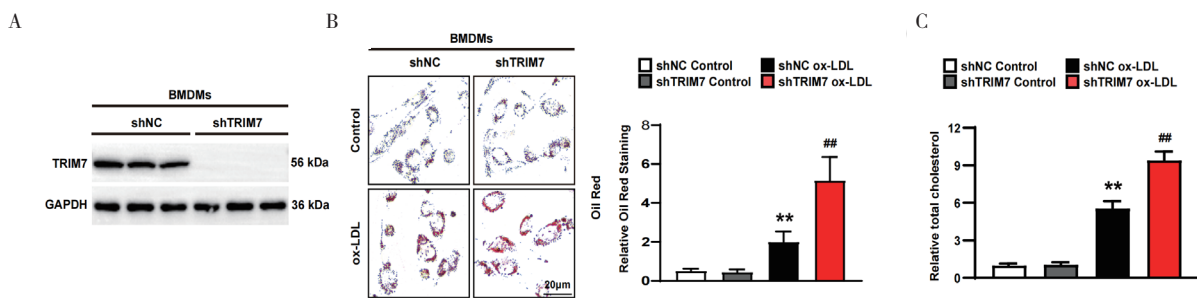 A
BMDMs
shNC shTRIM7
TRIM7 56 kDa
GAPDH 36 kDa
B
BMDMs
shNC shTRIM7
Control
ox-LDL
20μm
Oil Red
shNC Control shNC ox-LDL
shTRIM7 Control shTRIM7 ox-LDL
Relative Oil Red Staining
8
6
4
2
0
**
##
C
shNC Control shNC ox-LDL
shTRIM7 Control shTRIM7 ox-LDL
Relative total cholesterol
12
9
6
3
0
**
##